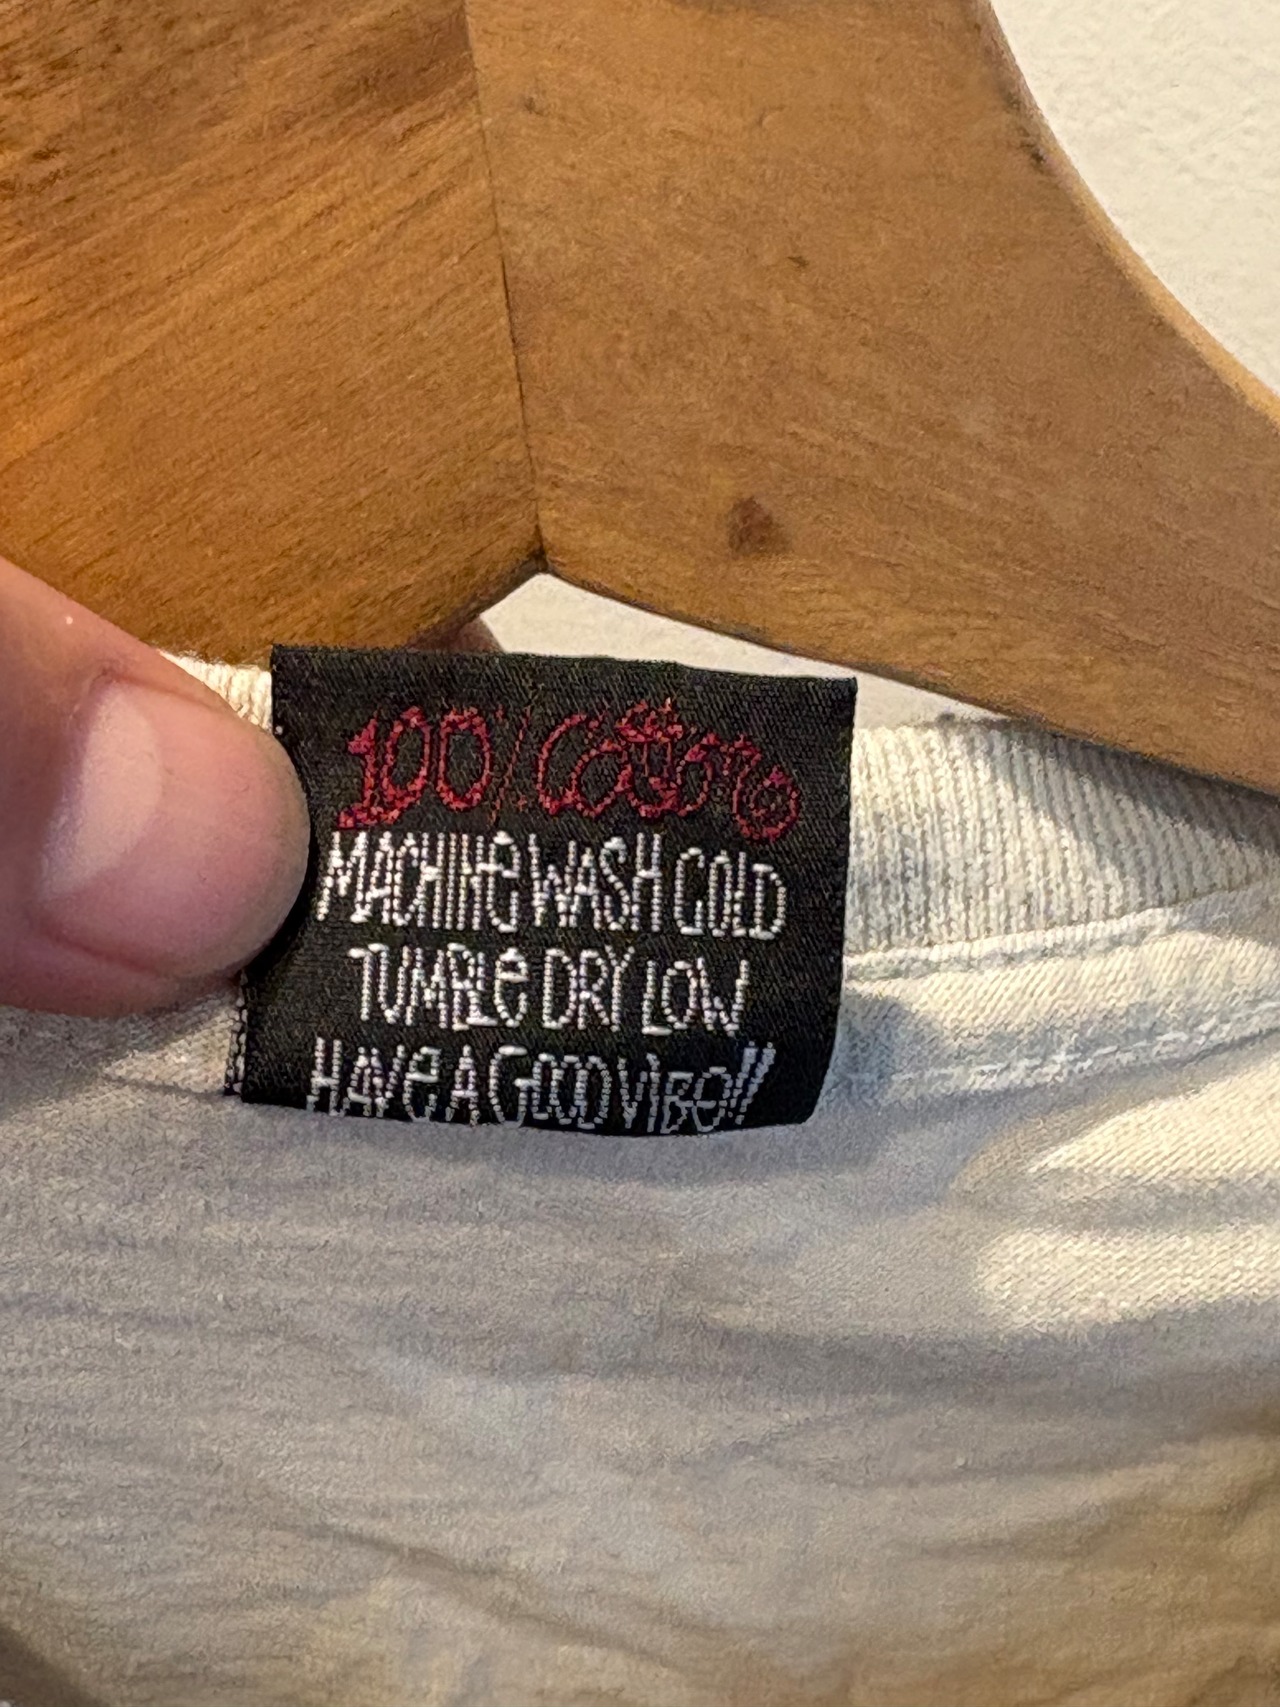 100% Cotton
MACHINe WASH COLD
TUMBLe DRY LOW
HAVe A GOOD VIBe!!